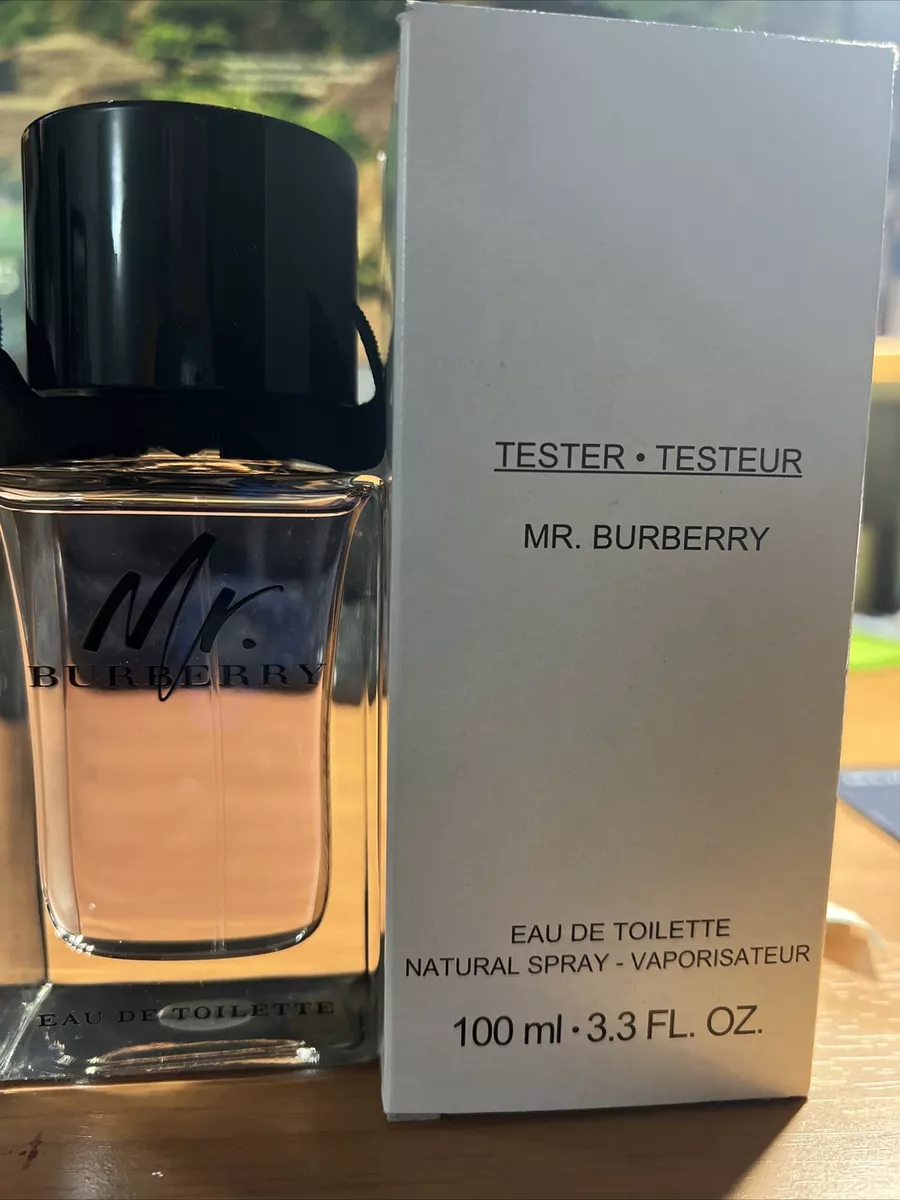 Mr.
BURBERRY
EAU DE TOILETTE
TESTER • TESTEUR
MR. BURBERRY
EAU DE TOILETTE
NATURAL SPRAY - VAPORISATEUR
100 ml • 3.3 FL. OZ.